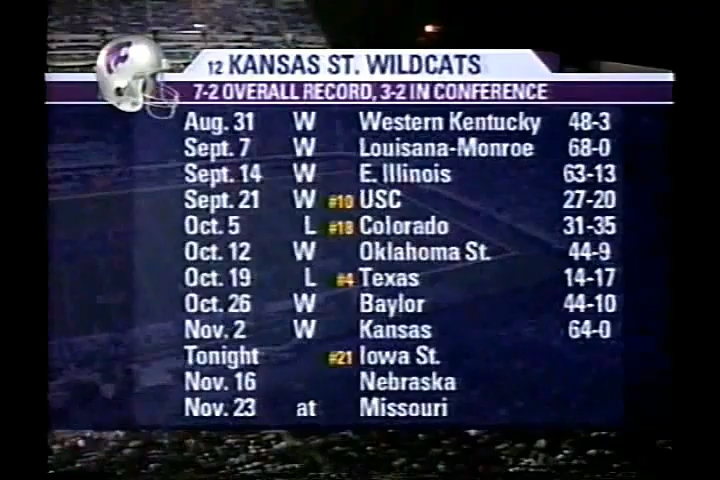 12 KANSAS ST. WILDCATS
7-2 OVERALL RECORD, 3-2 IN CONFERENCE
Aug. 31 W Western Kentucky 48-3
Sept. 7 W Louisana-Monroe 68-0
Sept. 14 W E. Illinois 63-13
Sept. 21 W #10 USC 27-20
Oct. 5 L #18 Colorado 31-35
Oct. 12 W Oklahoma St. 44-9
Oct. 19 L #4 Texas 14-17
Oct. 26 W Baylor 44-10
Nov. 2 W Kansas 64-0
Tonight #21 Iowa St.
Nov. 16 Nebraska
Nov. 23 at Missouri